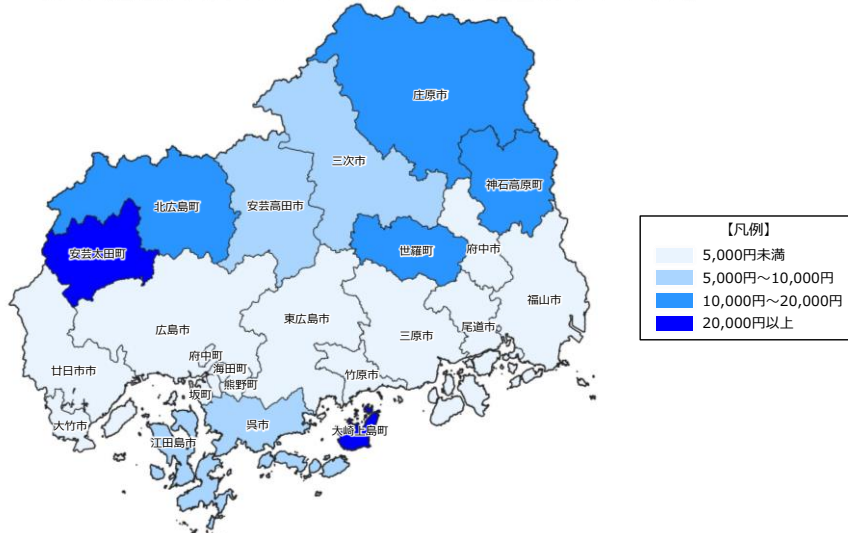 庄原市
三次市
神石高原町
北広島町
安芸高田市
安芸太田町
世羅町
府中市
福山市
広島市
東広島市
三原市
尾道市
府中町
海田町
廿日市市
竹原市
坂町
熊野町
大竹市
呉市
大崎上島町
江田島市
【凡例】
5,000円未満
5,000円～10,000円
10,000円～20,000円
20,000円以上